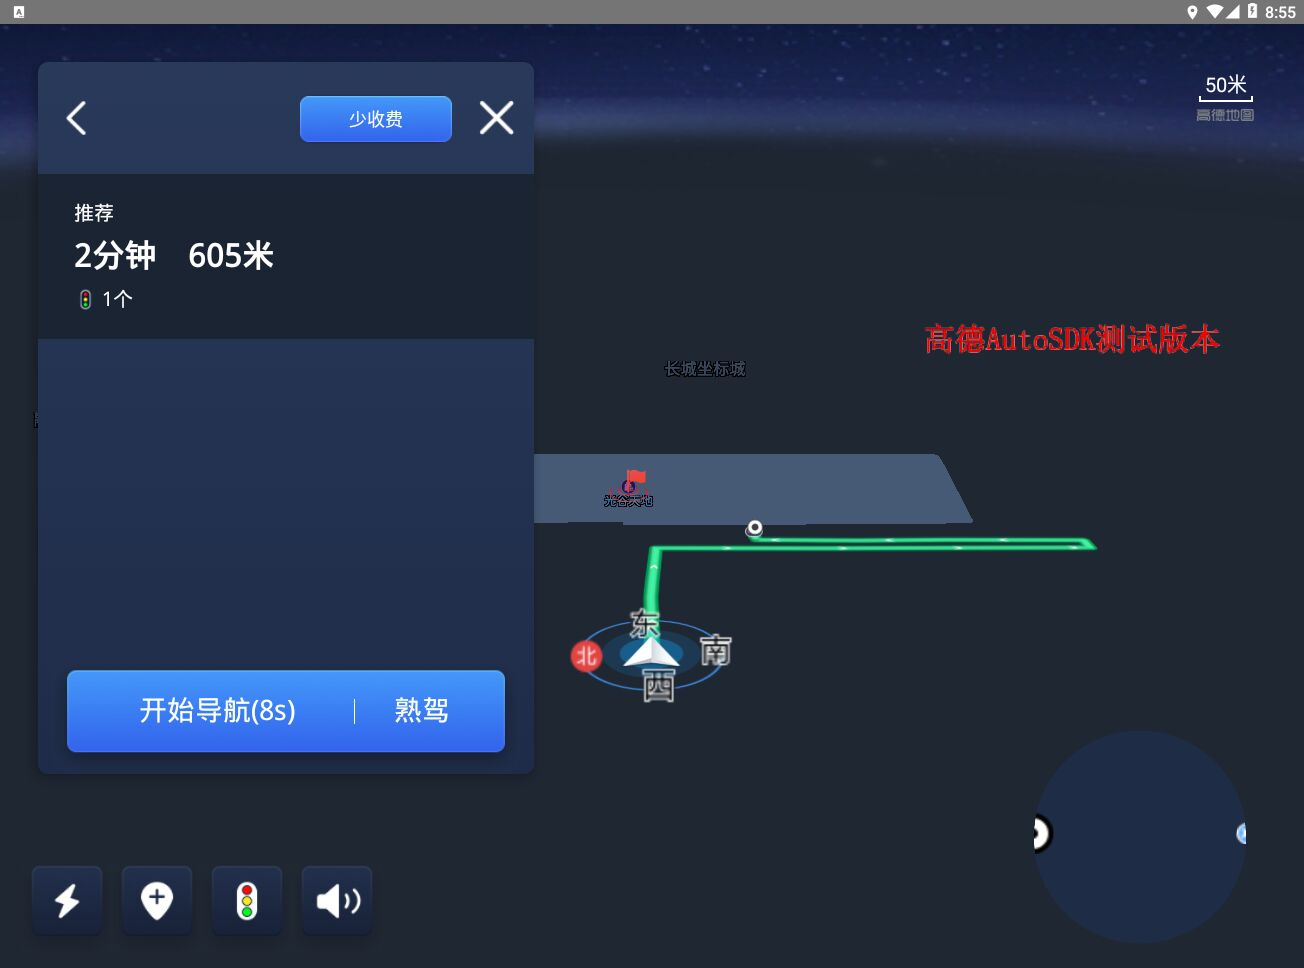 8:55
50米
高德地图
少收费
推荐
2分钟 605米
1个
高德AutoSDK测试版本
长城坐标城
光谷天地
东
北
南
西
开始导航(8s) | 熟驾